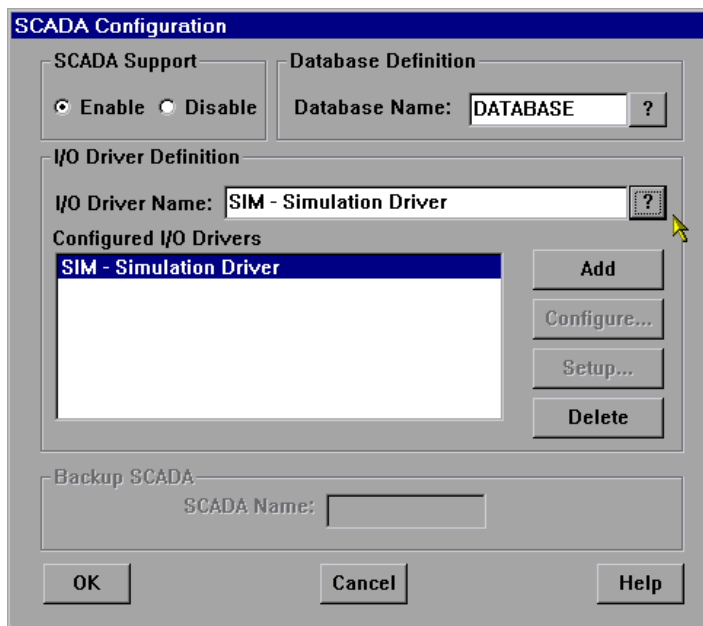 SCADA Configuration
SCADA Support
Database Definition
Enable
Disable
Database Name: DATABASE ?
I/O Driver Definition
I/O Driver Name: SIM - Simulation Driver ?
Configured I/O Drivers
SIM - Simulation Driver
Add
Configure...
Setup...
Delete
Backup SCADA
SCADA Name:
OK
Cancel
Help